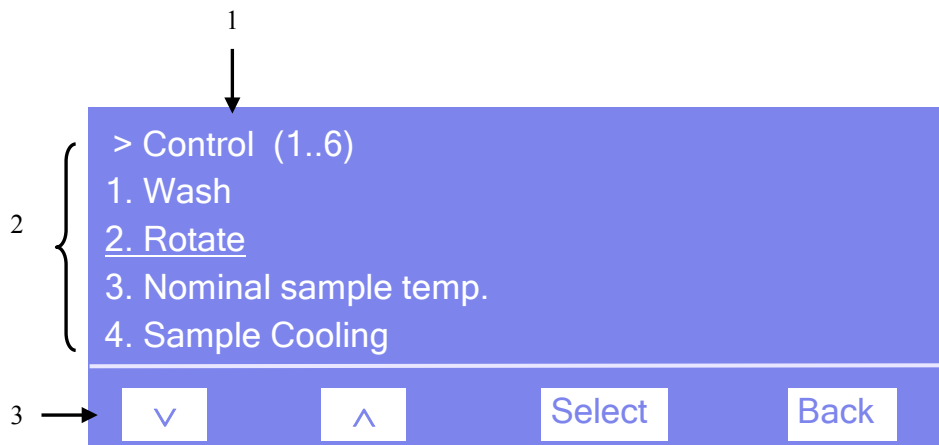 1
2
> Control (1..6)
1. Wash
2. Rotate
3. Nominal sample temp.
4. Sample Cooling
3
∨ ∧ Select Back